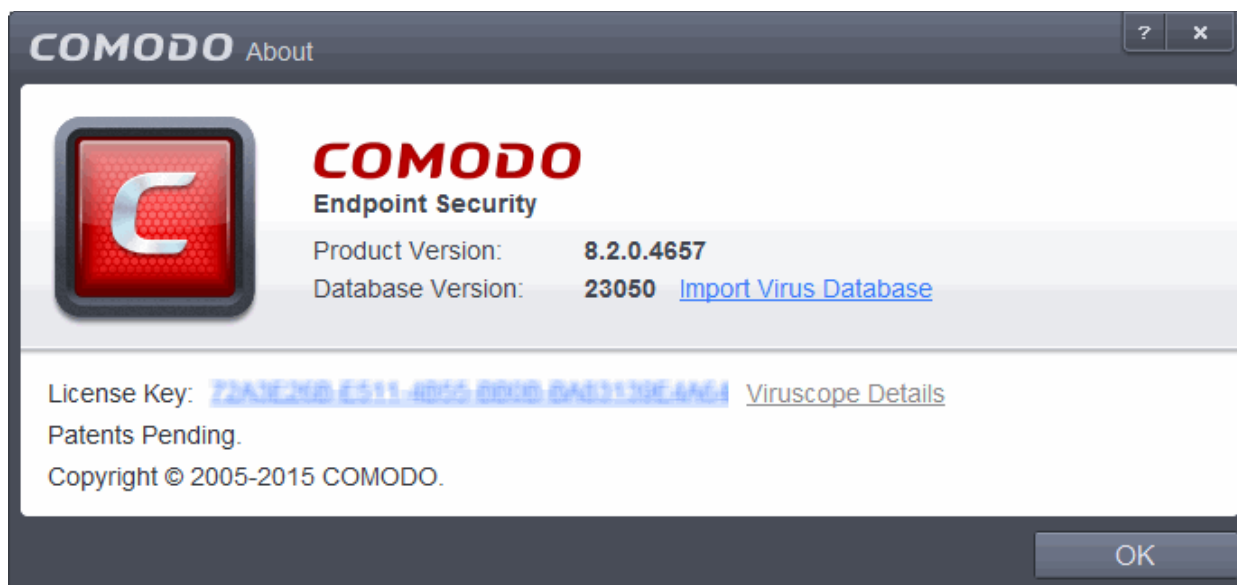 COMODO About
? x
COMODO
Endpoint Security
Product Version: 8.2.0.4657
Database Version: 23050 Import Virus Database
License Key: Viruscope Details
Patents Pending.
Copyright © 2005-2015 COMODO.
OK